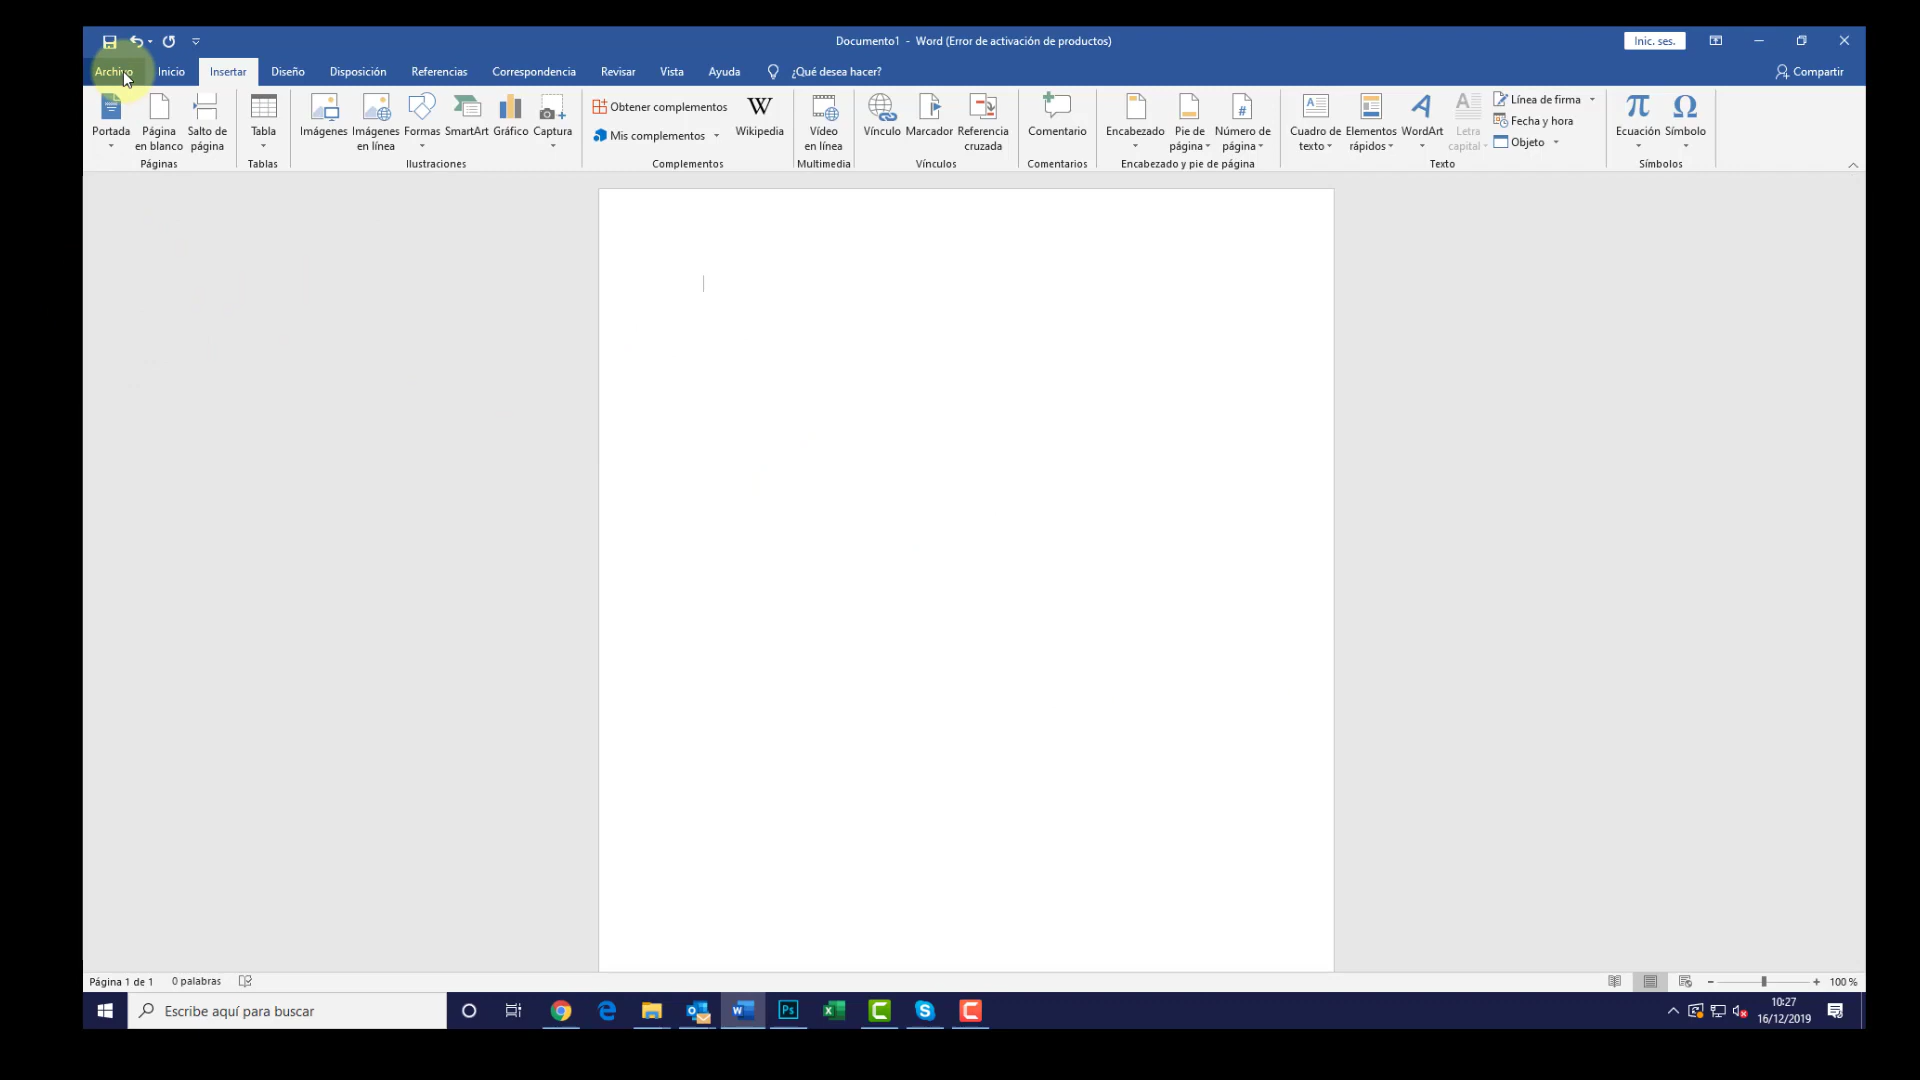 Documento1 - Word (Error de activación de productos)
Inic. ses.
Archivo
Inicio
Insertar
Diseño
Disposición
Referencias
Correspondencia
Revisar
Vista
Ayuda
¿Qué desea hacer?
Compartir
Portada
Página
en blanco
Salto de
página
Páginas
Tabla
Tablas
Imágenes
Imágenes
en línea
Formas
SmartArt
Gráfico
Captura
Ilustraciones
Obtener complementos
Mis complementos
W
Wikipedia
Complementos
Vídeo
en línea
Multimedia
Vínculo
Marcador
Referencia
cruzada
Vínculos
Comentario
Comentarios
Encabezado
Pie de
página
#
Número de
página
Encabezado y pie de página
Cuadro de
texto
Elementos
rápidos
WordArt
Letra
capital
Línea de firma
Fecha y hora
Objeto
Texto
π
Ecuación
Ω
Símbolo
Símbolos
Página 1 de 1
0 palabras
100 %
Escribe aquí para buscar
10:27
16/12/2019